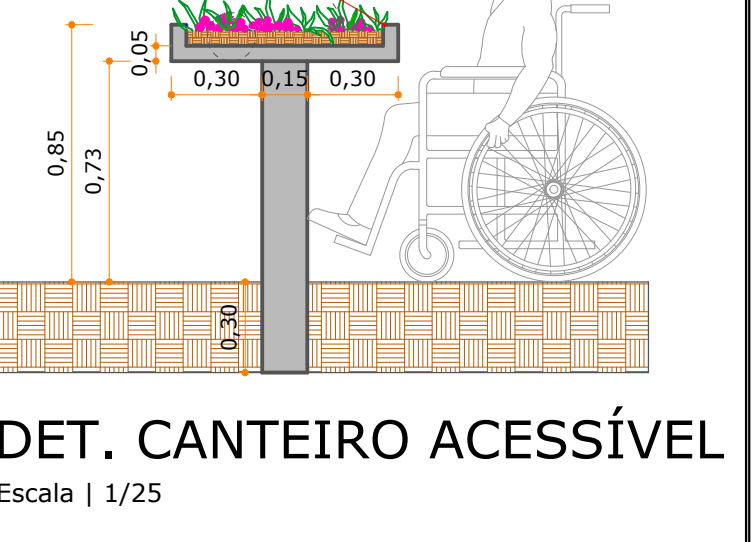 0,05
0,30 0,15 0,30
0,85
0,73
0,30
DET. CANTEIRO ACESSÍVEL
Escala | 1/25